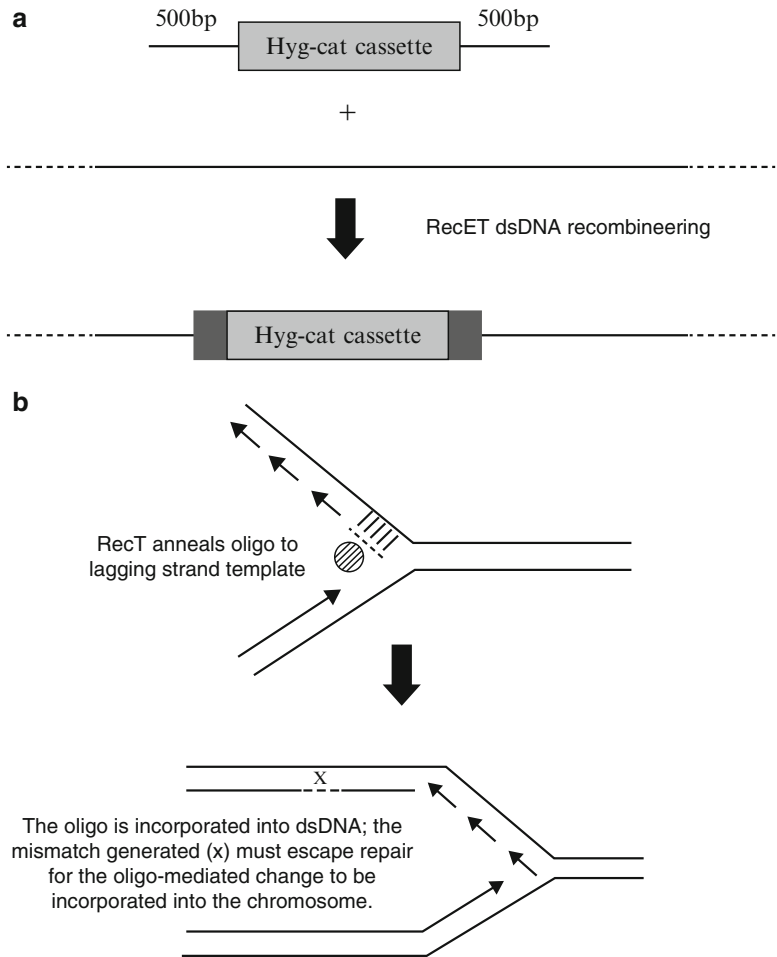 a
500bp
500bp
Hyg-cat cassette
+
RecET dsDNA recombineering
Hyg-cat cassette
b
RecT anneals oligo to
lagging strand template
X
The oligo is incorporated into dsDNA; the
mismatch generated (x) must escape repair
for the oligo-mediated change to be
incorporated into the chromosome.